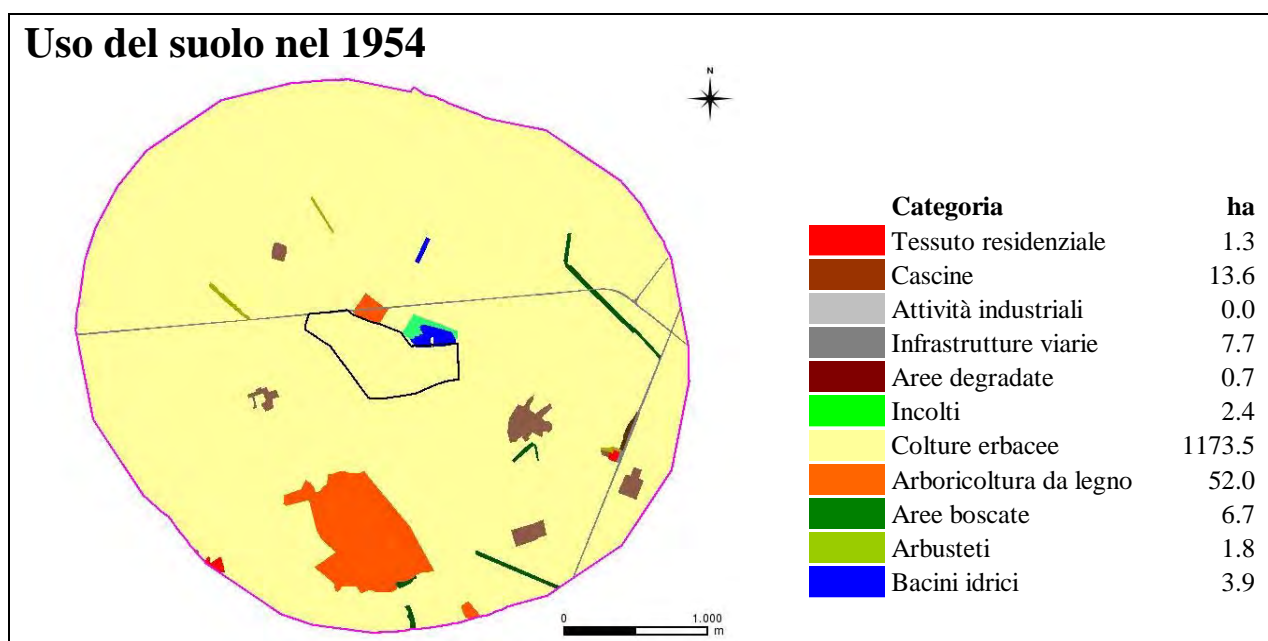 Uso del suolo nel 1954
N
Categoria ha
Tessuto residenziale 1.3
Cascine 13.6
Attività industriali 0.0
Infrastrutture viarie 7.7
Aree degradate 0.7
Incolti 2.4
Colture erbacee 1173.5
Arboricoltura da legno 52.0
Aree boscate 6.7
Arbusteti 1.8
Bacini idrici 3.9
0 1.000
m